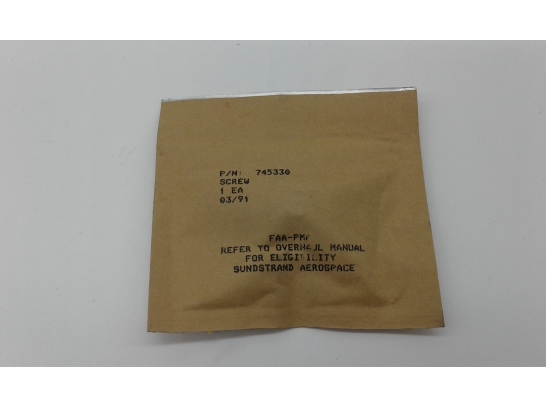 P/N: 745330
SCREW
1 EA
03/91
FAA-PMA
REFER TO OVERHAUL MANUAL
FOR ELIGIBILITY
SUNDSTRAND AEROSPACE